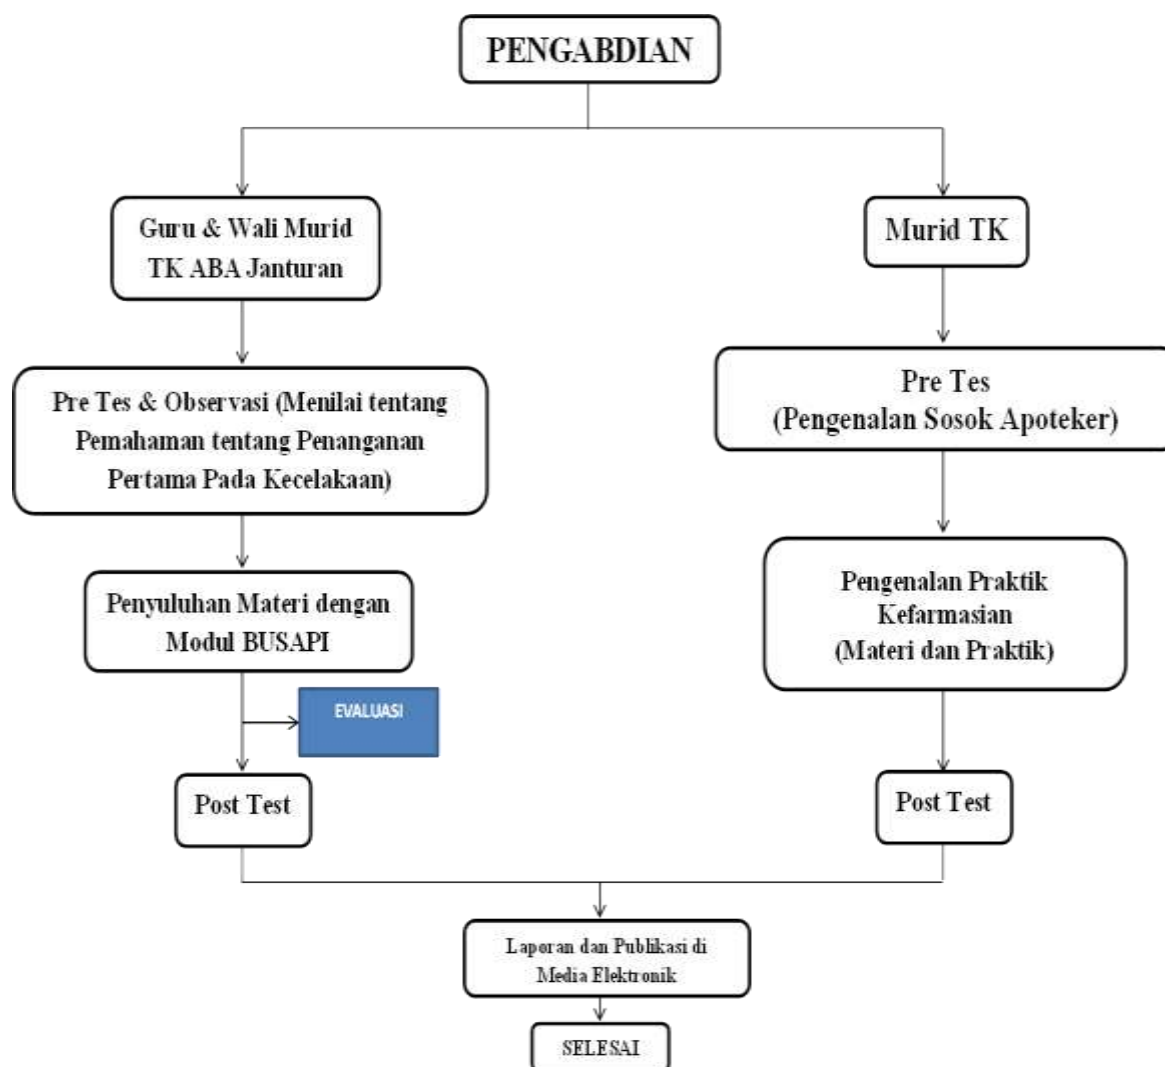 PENGABDIAN
Guru & Wali Murid
TK ABA Janturan
Pre Tes & Observasi (Menilai tentang
Pemahaman tentang Penanganan
Pertama Pada Kecelakaan)
Penyuluhan Materi dengan
Modul BUSAPI
EVALUASI
Post Test
Murid TK
Pre Tes
(Pengenalan Sosok Apoteker)
Pengenalan Praktik
Kefarmasian
(Materi dan Praktik)
Post Test
Laporan dan Publikasi di
Media Elektronik
SELESAI